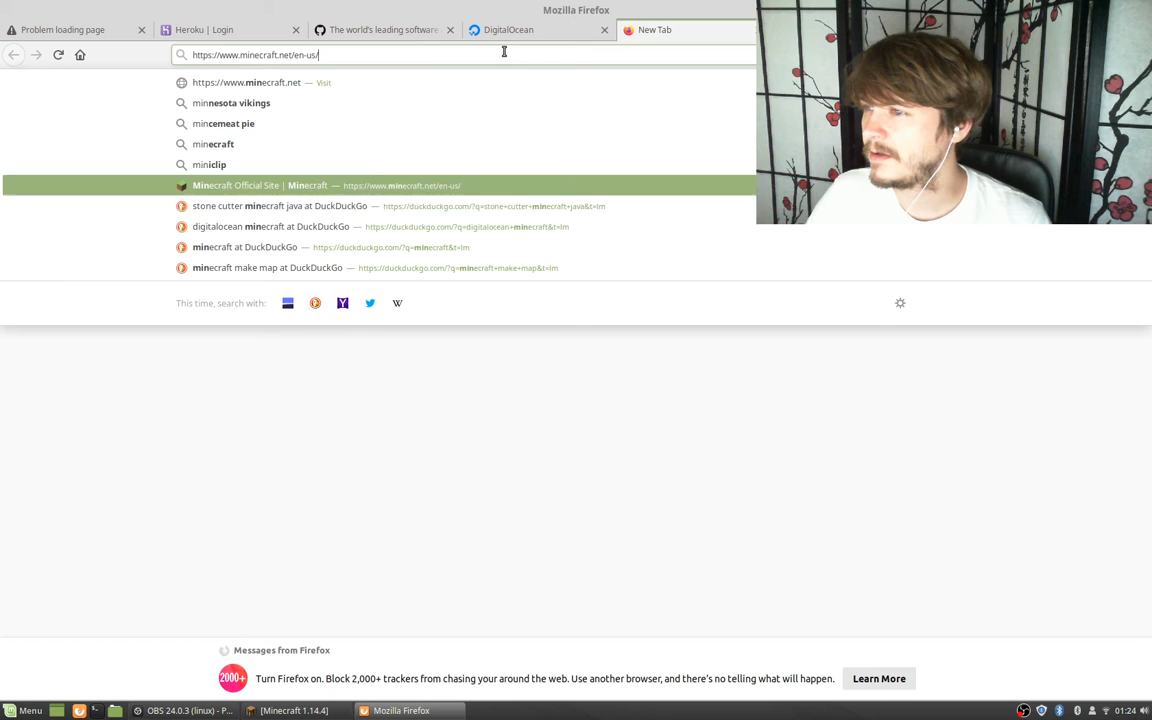 Mozilla Firefox
Problem loading page
Heroku | Login
The world's leading software
DigitalOcean
New Tab
https://www.minecraft.net/en-us/
https://www.minecraft.net — Visit
minnesota vikings
mincemeat pie
minecraft
miniclip
Minecraft Official Site | Minecraft — https://www.minecraft.net/en-us/
stone cutter minecraft java at DuckDuckGo — https://duckduckgo.com/?q=stone+cutter+minecraft+java&t=lm
digitalocean minecraft at DuckDuckGo — https://duckduckgo.com/?q=digitalocean+minecraft&t=lm
minecraft at DuckDuckGo — https://duckduckgo.com/?q=minecraft&t=lm
minecraft make map at DuckDuckGo — https://duckduckgo.com/?q=minecraft+make+map&t=lm
This time, search with:
Messages from Firefox
2000+
Turn Firefox on. Block 2,000+ trackers from chasing your around the web. Use another browser, and there's no telling what will happen.
Learn More
Menu
OBS 24.0.3 (linux) - P...
[Minecraft 1.14.4]
Mozilla Firefox
01:24